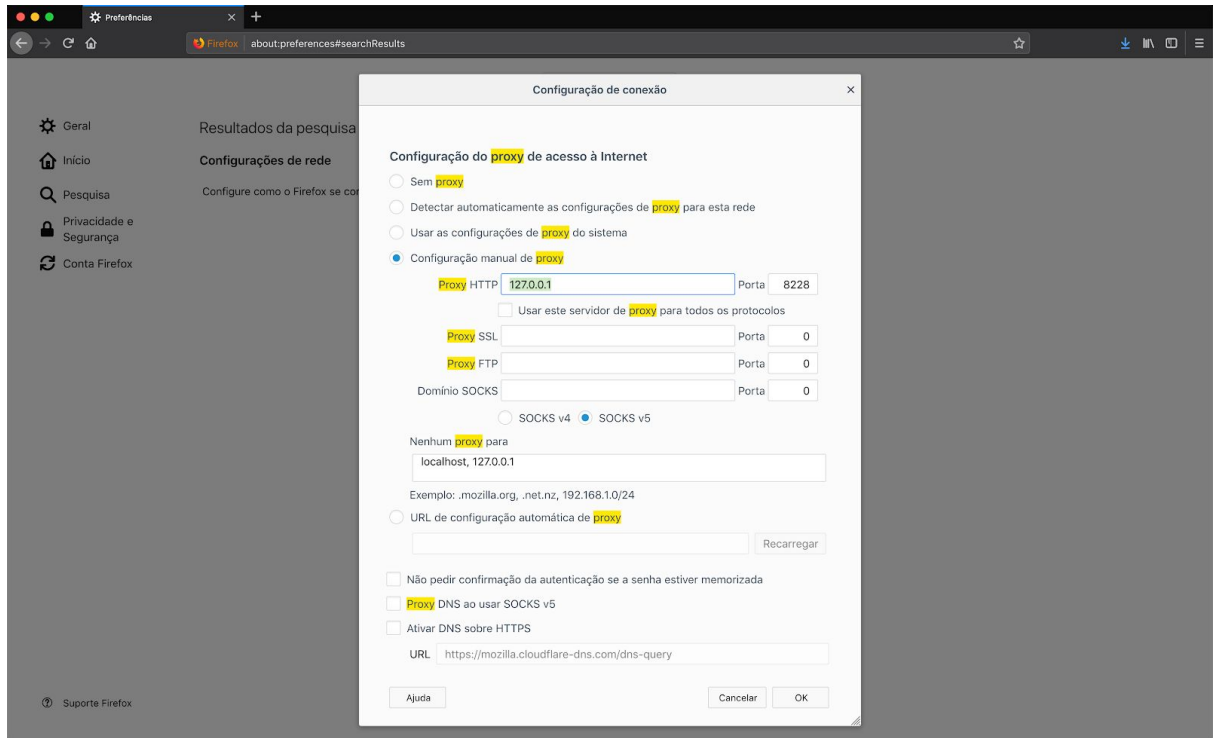 Preferências
Firefox
about:preferences#searchResults
Configuração de conexão
Geral
Início
Pesquisa
Privacidade e
Segurança
Conta Firefox
Suporte Firefox
Resultados da pesquisa
Configurações de rede
Configure como o Firefox se cor
Configuração do proxy de acesso à Internet
Sem proxy
Detectar automaticamente as configurações de proxy para esta rede
Usar as configurações de proxy do sistema
Configuração manual de proxy
Proxy HTTP 127.0.0.1 Porta 8228
Usar este servidor de proxy para todos os protocolos
Proxy SSL Porta 0
Proxy FTP Porta 0
Domínio SOCKS Porta 0
SOCKS v4 SOCKS v5
Nenhum proxy para
localhost, 127.0.0.1
Exemplo: .mozilla.org, .net.nz, 192.168.1.0/24
URL de configuração automática de proxy
Recarregar
Não pedir confirmação da autenticação se a senha estiver memorizada
Proxy DNS ao usar SOCKS v5
Ativar DNS sobre HTTPS
URL https://mozilla.cloudflare-dns.com/dns-query
Ajuda Cancelar OK